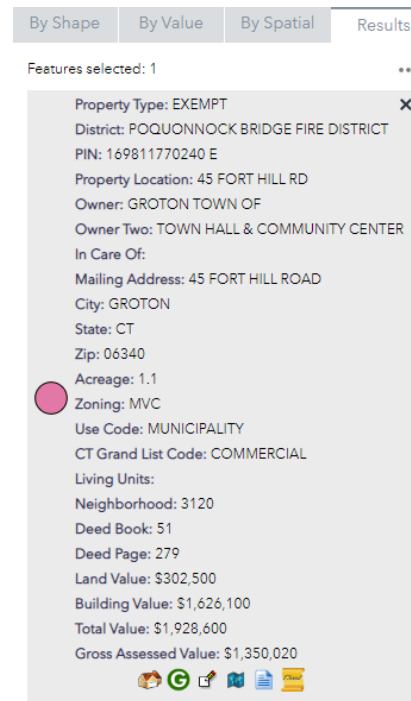 By Shape By Value By Spatial Results
Features selected: 1
Property Type: EXEMPT
District: POQUONNOCK BRIDGE FIRE DISTRICT
PIN: 169811770240 E
Property Location: 45 FORT HILL RD
Owner: GROTON TOWN OF
Owner Two: TOWN HALL & COMMUNITY CENTER
In Care Of:
Mailing Address: 45 FORT HILL ROAD
City: GROTON
State: CT
Zip: 06340
Acreage: 1.1
Zoning: MVC
Use Code: MUNICIPALITY
CT Grand List Code: COMMERCIAL
Living Units:
Neighborhood: 3120
Deed Book: 51
Deed Page: 279
Land Value: $302,500
Building Value: $1,626,100
Total Value: $1,928,600
Gross Assessed Value: $1,350,020
G